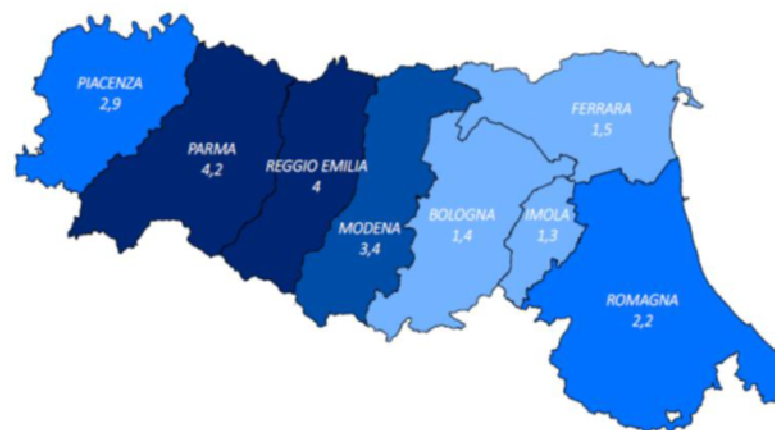 PIACENZA
2,9
PARMA
4,2
REGGIO EMILIA
4
MODENA
3,4
BOLOGNA
1,4
IMOLA
1,3
FERRARA
1,5
ROMAGNA
2,2